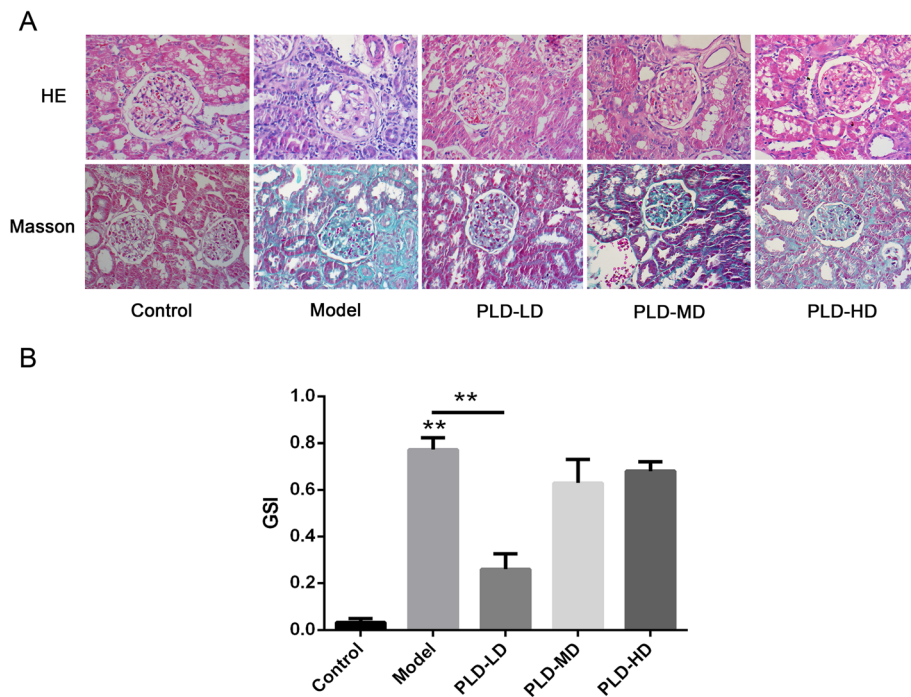 A
HE
Masson
Control Model PLD-LD PLD-MD PLD-HD
B
1.0
**
**
0.8
0.6
GSI
0.4
0.2
0.0
Control Model PLD-LD PLD-MD PLD-HD